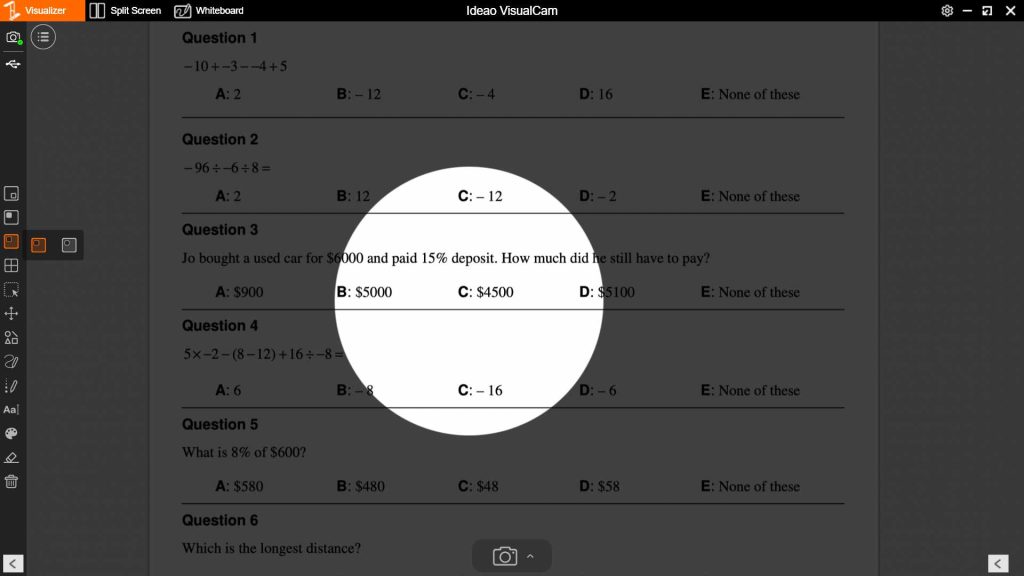 Visualizer Split Screen Whiteboard Ideao VisualCam
Question 1
−10 + −3 − −4 + 5
A: 2 B: – 12 C: – 4 D: 16 E: None of these
Question 2
−96 ÷ −6 ÷ 8 =
A: 2 B: 12 C: – 12 D: – 2 E: None of these
Question 3
Jo bought a used car for $6000 and paid 15% deposit. How much did he still have to pay?
A: $900 B: $5000 C: $4500 D: $5100 E: None of these
Question 4
5 × −2 − (8 − 12) + 16 ÷ −8 =
A: 6 B: – 8 C: – 16 D: – 6 E: None of these
Question 5
What is 8% of $600?
A: $580 B: $480 C: $48 D: $58 E: None of these
Question 6
Which is the longest distance?
Aa